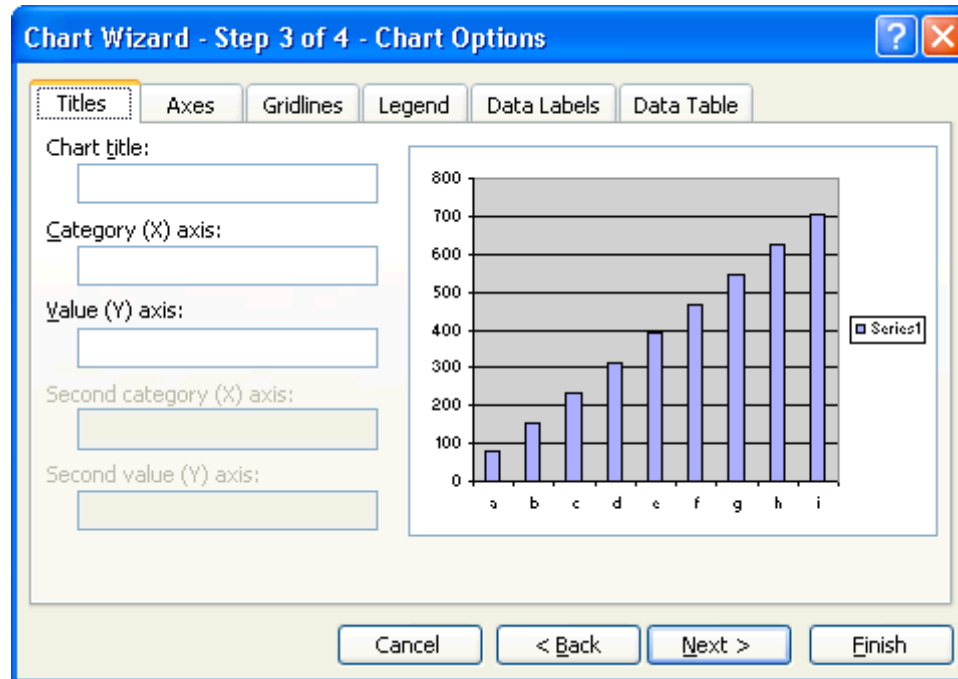 Chart Wizard - Step 3 of 4 - Chart Options
?
Titles Axes Gridlines Legend Data Labels Data Table
Chart title:
Category (X) axis:
Value (Y) axis:
Second category (X) axis:
Second value (Y) axis:
800
700
600
500
400
300
200
100
0
a b c d e f g h i
Series1
Cancel < Back Next > Finish